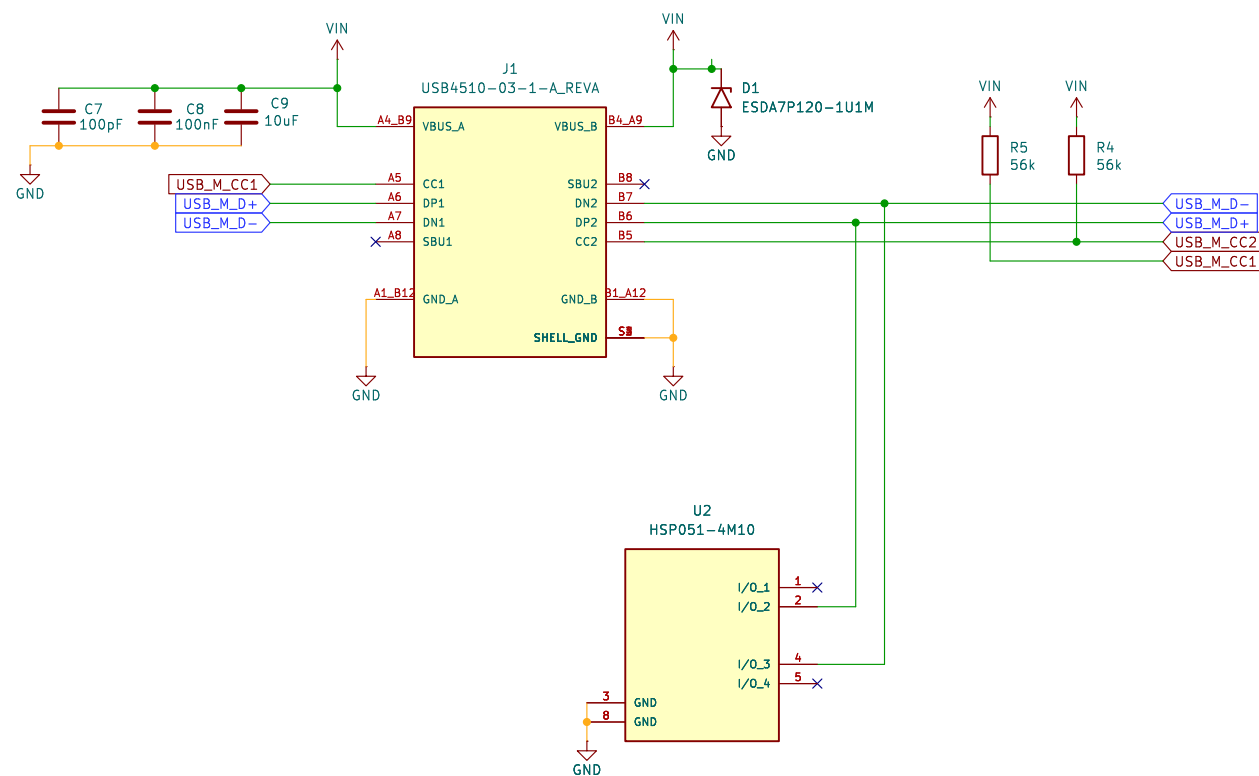 VIN
VIN
J1
USB4510-03-1-A_REVA
VIN
VIN
D1
ESDA7P120-1U1M
GND
C7
100pF
C8
100nF
C9
10uF
GND
A4_B9
VBUS_A
VBUS_B
B4_A9
R5
56k
R4
56k
USB_M_CC1
A5
CC1
SBU2
B8
USB_M_D+
A6
DP1
DN2
B7
USB_M_D-
USB_M_D-
A7
DN1
DP2
B6
USB_M_D+
A8
SBU1
CC2
B5
USB_M_CC2
USB_M_CC1
A1_B12
GND_A
GND_B
B1_A12
SHELL_GND
GND
GND
U2
HSP051-4M10
I/O_1
1
I/O_2
2
I/O_3
4
I/O_4
5
3
GND
8
GND
GND